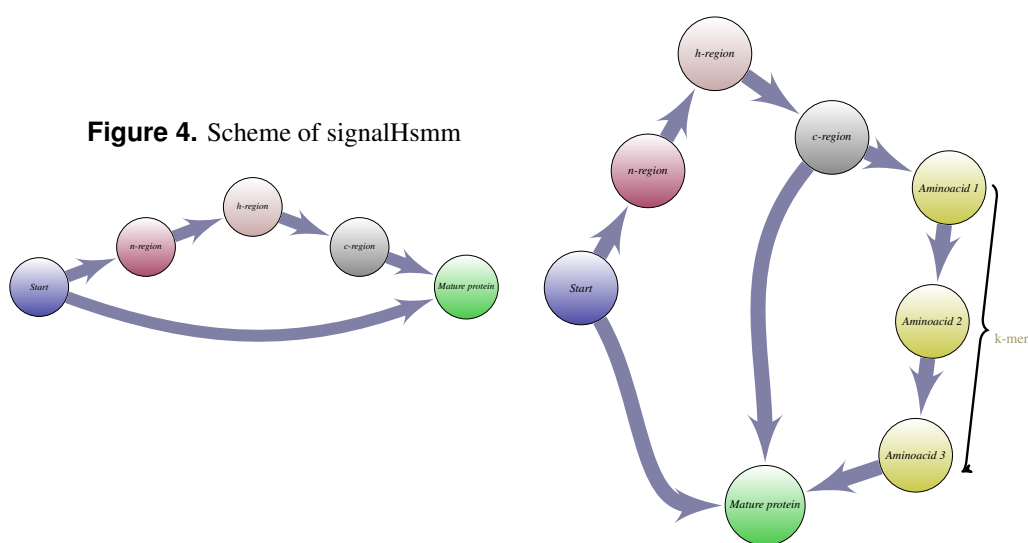 Figure 4. Scheme of signalHsmm
Start
n-region
h-region
c-region
Mature protein
Start
n-region
h-region
c-region
Aminoacid 1
Aminoacid 2
Aminoacid 3
Mature protein
k-mer